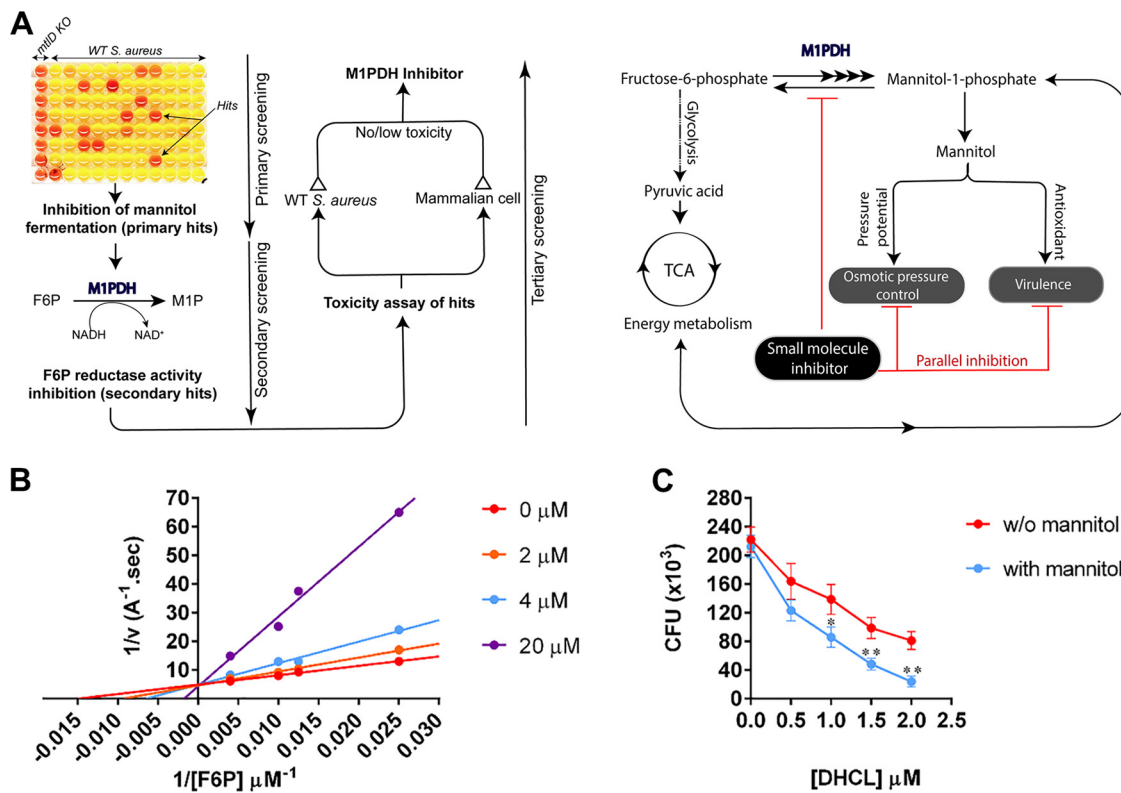 A
mtlD KO
WT S. aureus
Hits
Primary screening
Inhibition of mannitol
fermentation (primary hits)
M1PDH
F6P
M1P
NADH
NAD+
F6P reductase activity
inhibition (secondary hits)
Secondary screening
M1PDH Inhibitor
No/low toxicity
WT S. aureus
Mammalian cell
Toxicity assay of hits
Tertiary screening
M1PDH
Fructose-6-phosphate
Mannitol-1-phosphate
Glycolysis
Mannitol
Pyruvic acid
Pressure
potential
Antioxidant
TCA
Osmotic pressure
control
Virulence
Energy metabolism
Small molecule
inhibitor
Parallel inhibition
B
70
60
50
40
30
20
10
1/v (A-1.sec)
-0.015
-0.010
-0.005
0.000
0.005
0.010
0.015
0.020
0.025
0.030
1/[F6P] μM-1
0 μM
2 μM
4 μM
20 μM
C
280
240
200
160
120
80
40
0
CFU (x103)
*
**
**
0.0
0.5
1.0
1.5
2.0
2.5
[DHCL] μM
w/o mannitol
with mannitol